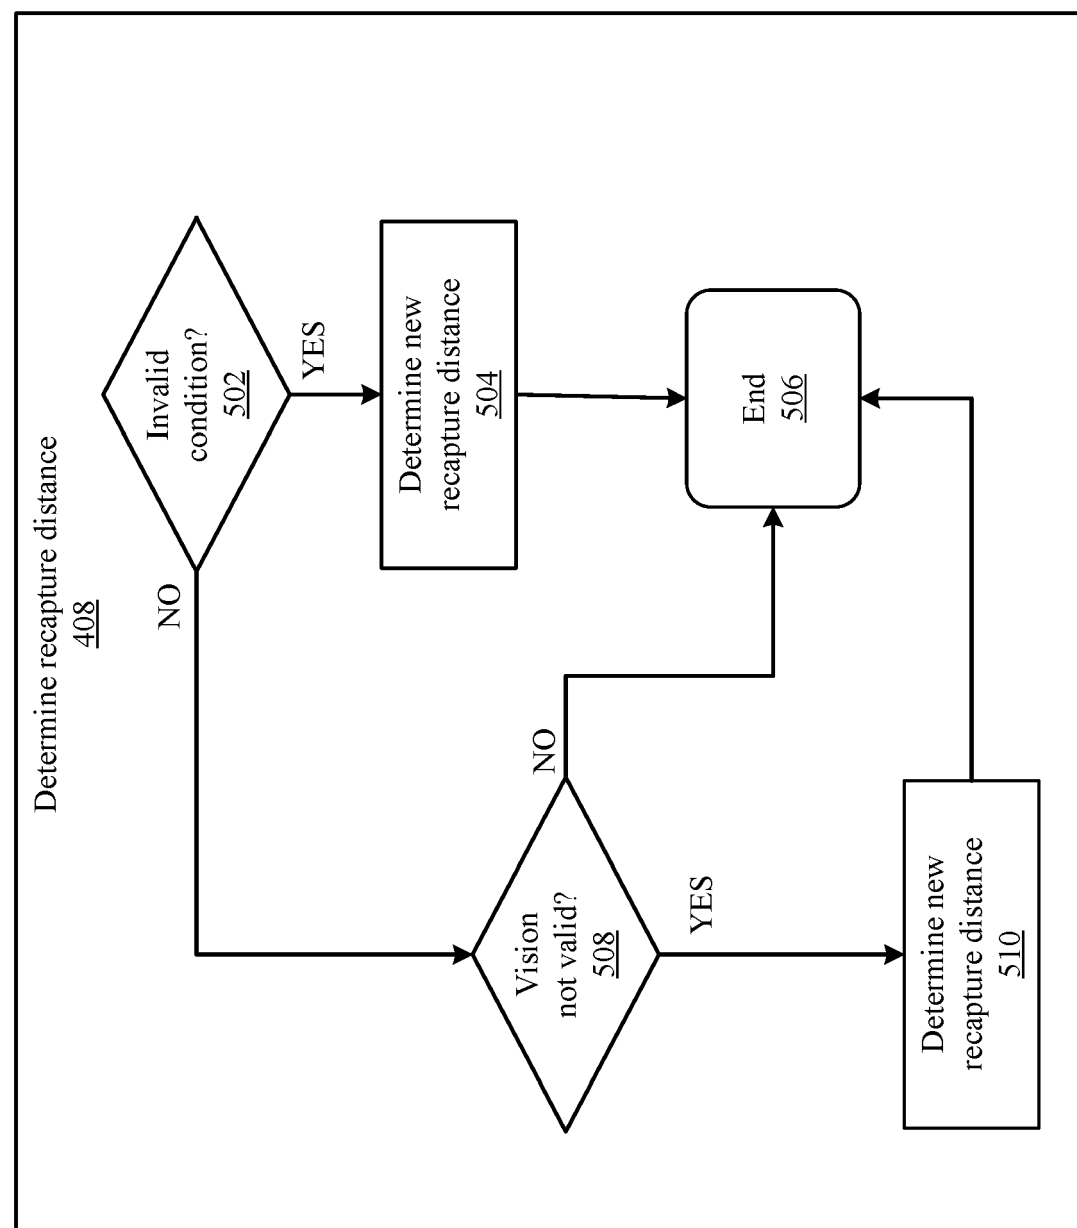 Determine recapture distance
408
Invalid
condition?
502
YES
NO
Determine new
recapture distance
504
End
506
Vision
not valid?
508
NO
YES
Determine new
recapture distance
510